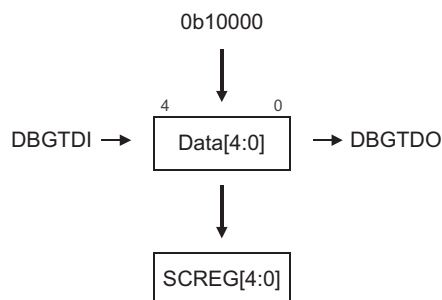 0b10000
4 0
DBGTDI Data[4:0] DBGTDO
SCREG[4:0]